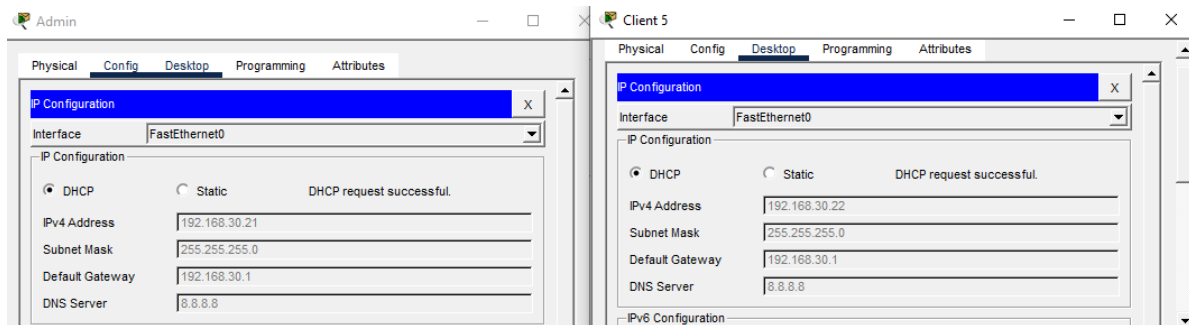 Admin
Physical Config Desktop Programming Attributes
IP Configuration X
Interface FastEthernet0
IP Configuration
DHCP Static DHCP request successful.
IPv4 Address 192.168.30.21
Subnet Mask 255.255.255.0
Default Gateway 192.168.30.1
DNS Server 8.8.8.8
Client 5
Physical Config Desktop Programming Attributes
IP Configuration X
Interface FastEthernet0
IP Configuration
DHCP Static DHCP request successful.
IPv4 Address 192.168.30.22
Subnet Mask 255.255.255.0
Default Gateway 192.168.30.1
DNS Server 8.8.8.8
IPv6 Configuration